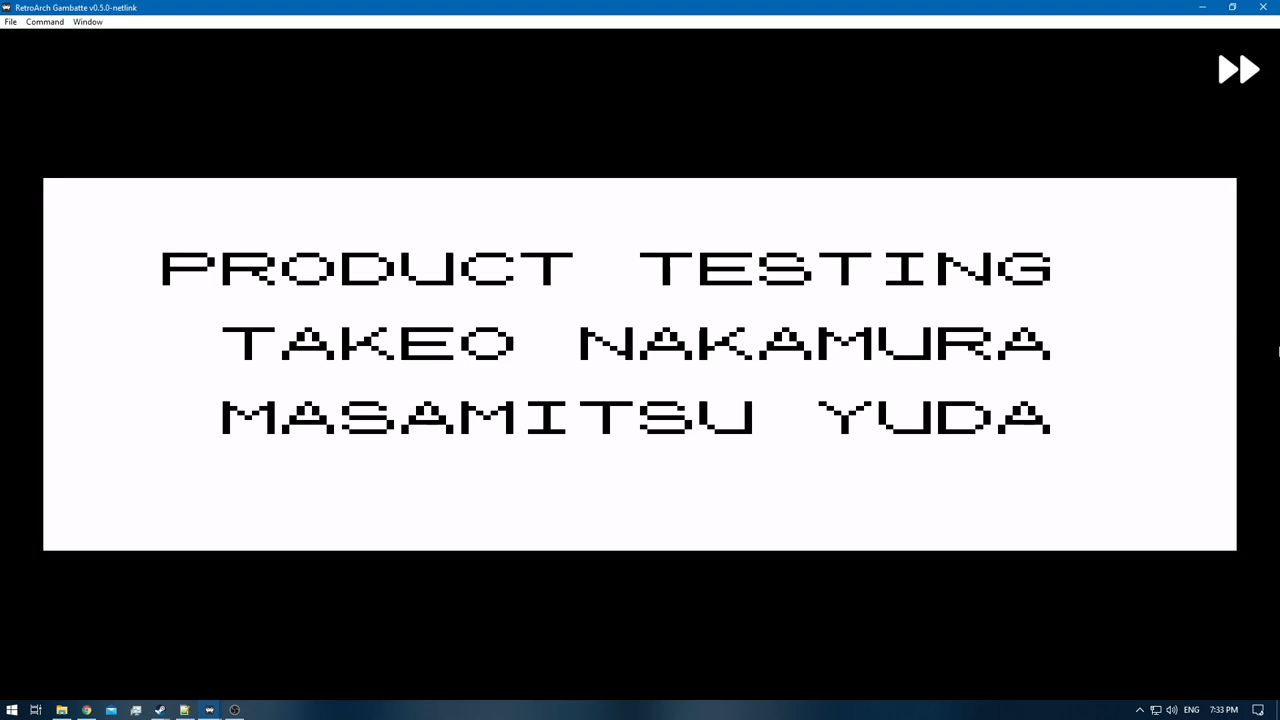 RetroArch Gambatte v0.5.0-netlink
File Command Window
PRODUCT TESTING
TAKEO NAKAMURA
MASAMITSU YUDA
ENG 7:33 PM